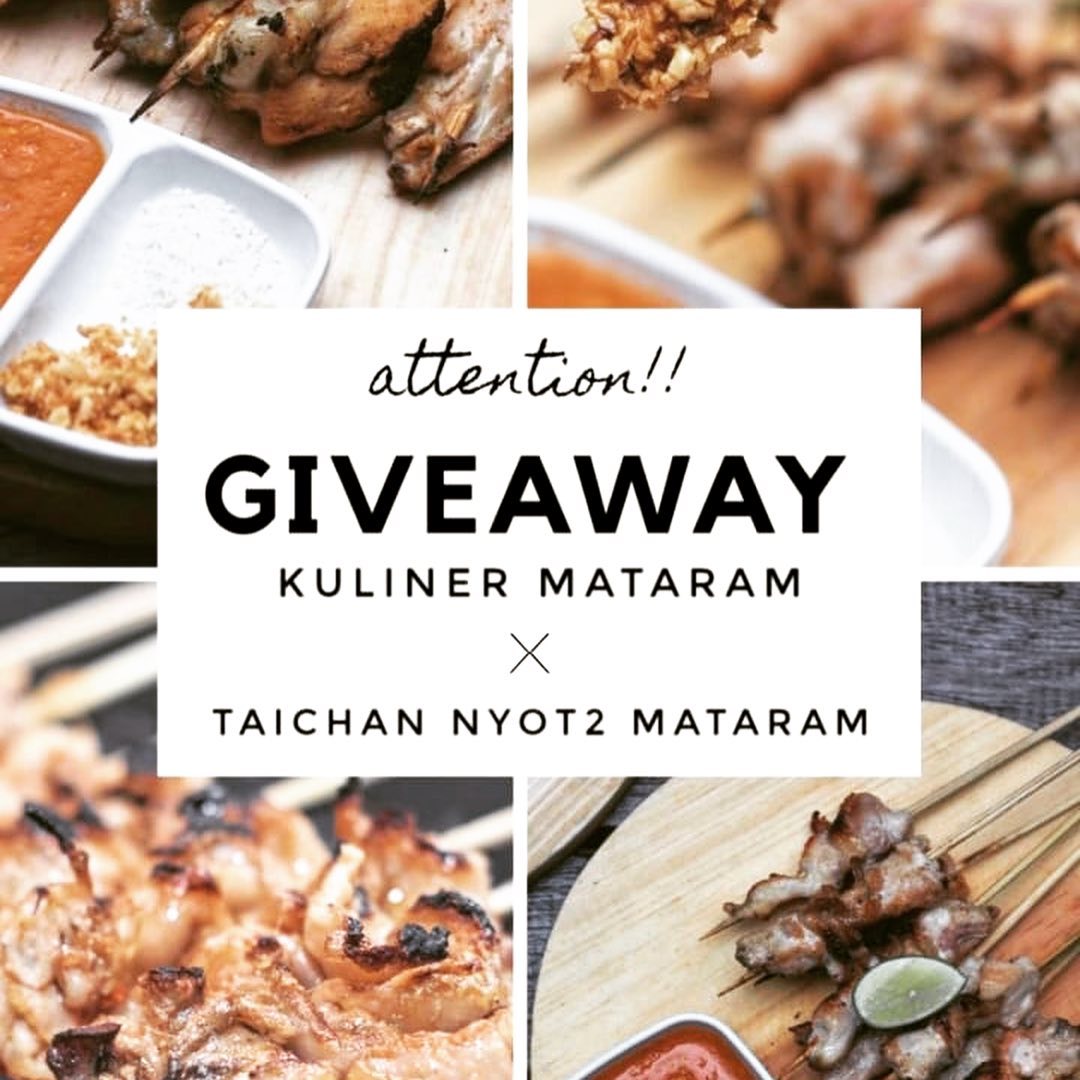 attention!!
GIVEAWAY
KULINER MATARAM
X
TAICHAN NYOT2 MATARAM